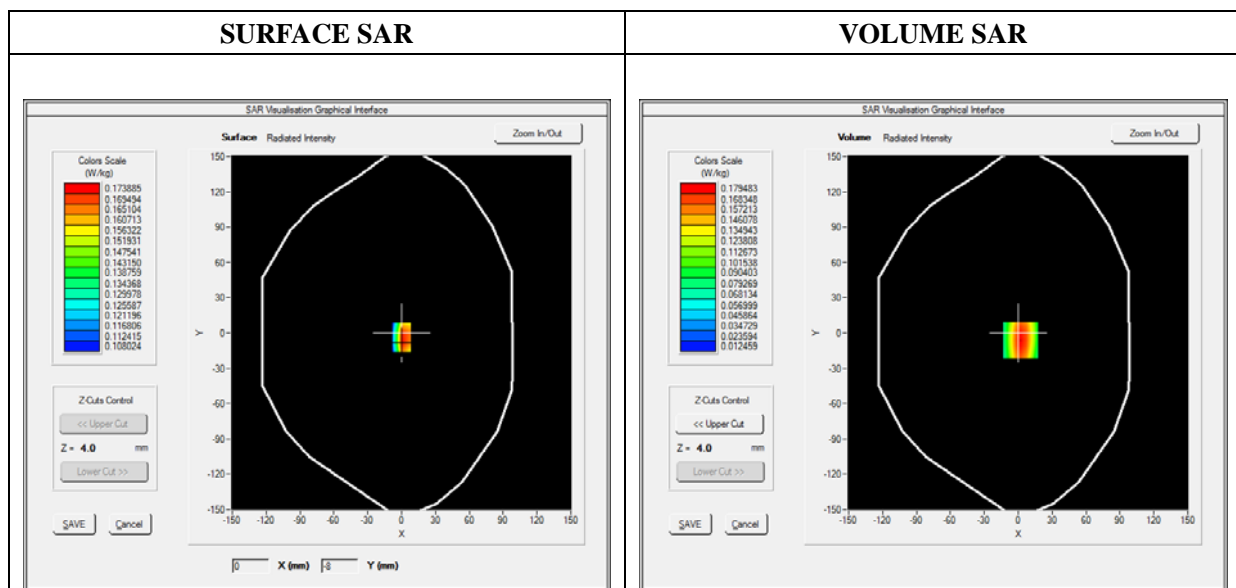 SURFACE SAR
VOLUME SAR
SAR Visualisation Graphical Interface
Surface Radiated Intensity
Zoom In/Out
Colors Scale
(W/kg)
0.173885
0.169494
0.165104
0.160713
0.156322
0.151931
0.147541
0.143150
0.138759
0.134368
0.129978
0.125587
0.121196
0.116806
0.112415
0.108024
Z-Cuts Control
<< Upper Cut
Z = 4.0 mm
Lower Cut >>
SAVE Cancel
150
120
90
60
30
0
-30
-60
-90
-120
-150
Y
-150 -120 -90 -60 -30 0 30 60 90 120 150
X
0 X (mm) -8 Y (mm)
SAR Visualisation Graphical Interface
Volume Radiated Intensity
Zoom In/Out
Colors Scale
(W/kg)
0.179483
0.168348
0.157213
0.146078
0.134943
0.123808
0.112673
0.101538
0.090403
0.079269
0.068134
0.056999
0.045864
0.034729
0.023594
0.012459
Z-Cuts Control
<< Upper Cut
Z = 4.0 mm
Lower Cut >>
SAVE Cancel
150
120
90
60
30
0
-30
-60
-90
-120
-150
Y
-150 -120 -90 -60 -30 0 30 60 90 120 150
X